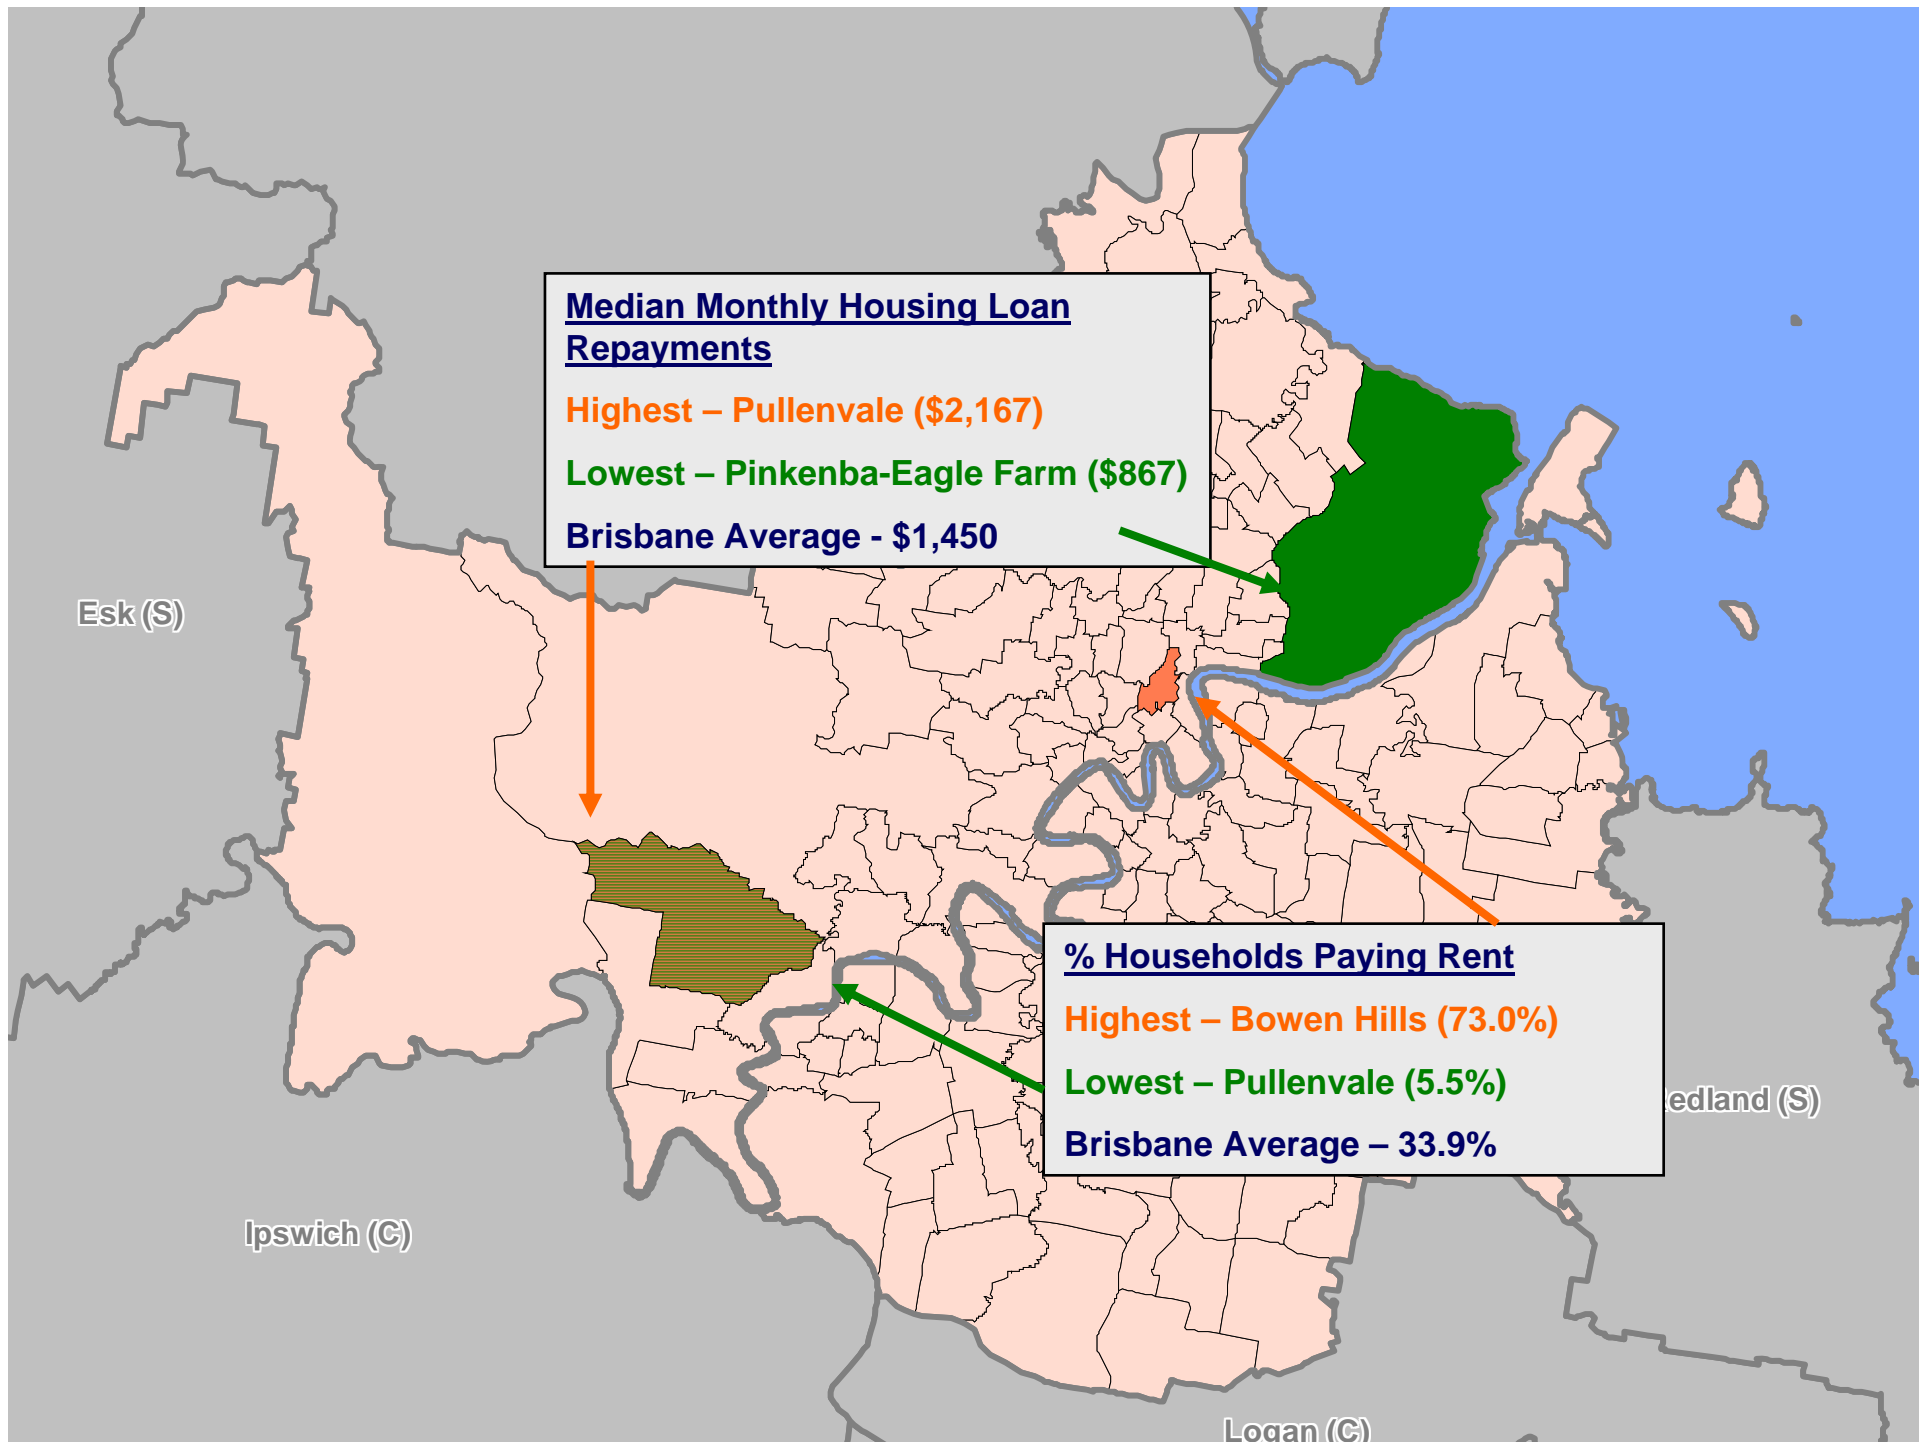 Median Monthly Housing Loan
Repayments
Highest – Pullenvale ($2,167)
Lowest – Pinkenba-Eagle Farm ($867)
Brisbane Average - $1,450
Esk (S)
% Households Paying Rent
Highest – Bowen Hills (73.0%)
Lowest – Pullenvale (5.5%)
Brisbane Average – 33.9%
edland (S)
Ipswich (C)
Logan (C)